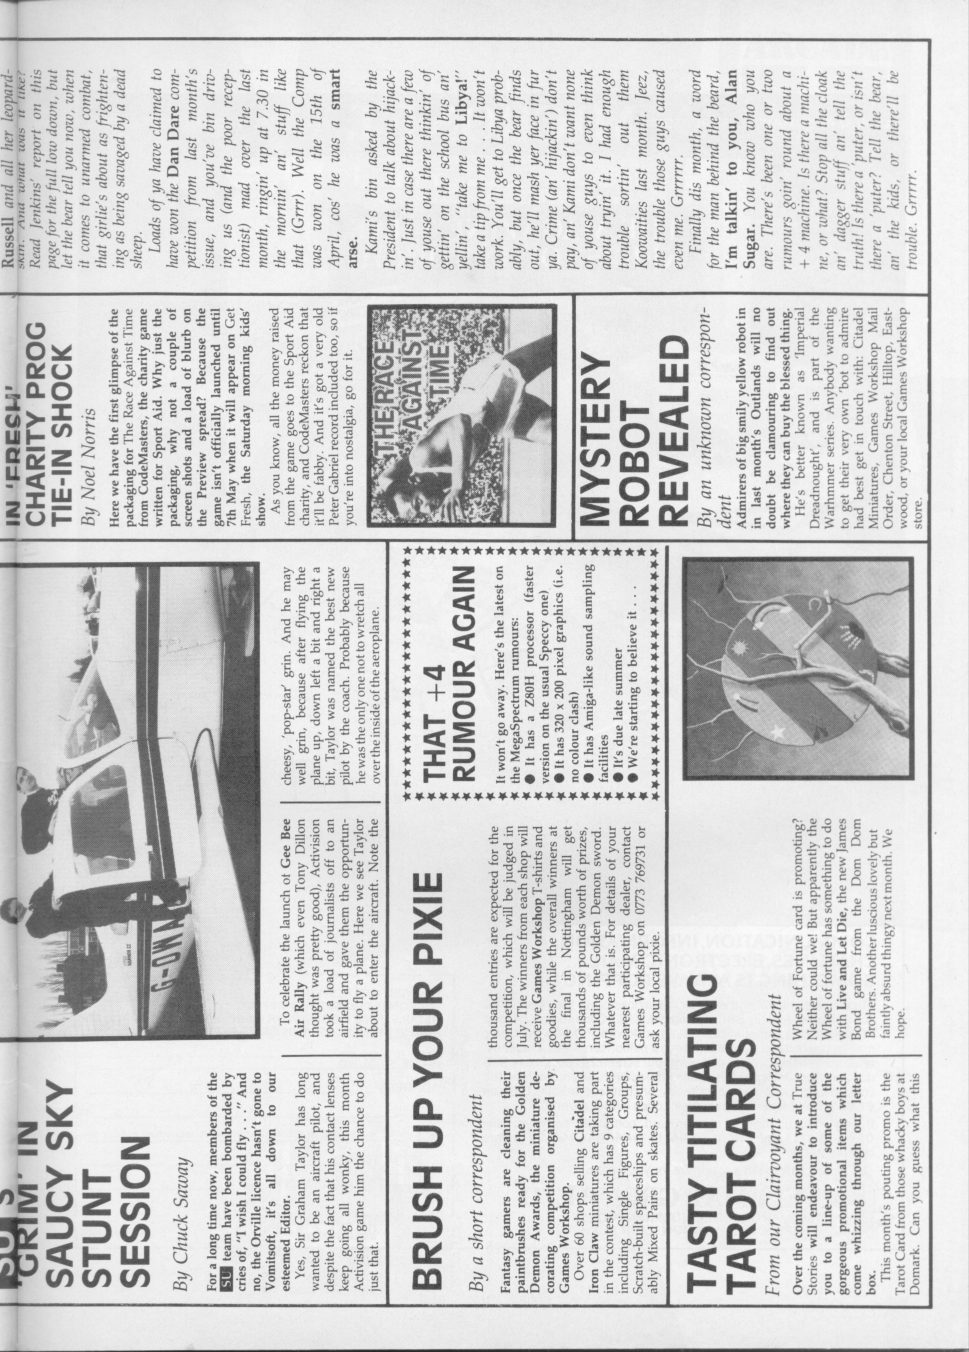 SU'S
'GRIM' IN
SAUCY SKY
STUNT
SESSION
By Chuck Saway
For a long time now, members of the
SU team have been bombarded by
cries of, "I wish I could fly . . ." And
no, the Orville licence hasn't gone to
Vomitsoft, it's all down to our
esteemed Editor.
Yes, Sir Graham Taylor has long
wanted to be an aircraft pilot, and
despite the fact that his contact lenses
keep going all wonky, this month
Activision game him the chance to do
just that.
G-OWN
To celebrate the launch of Gee Bee
Air Rally (which even Tony Dillon
thought was pretty good), Activision
took a load of journalists off to an
airfield and gave them the opportun-
ity to fly a plane. Here we see Taylor
about to enter the aircraft. Note the
cheesy, 'pop-star' grin. And he may
well grin, because after flying the
plane up, down left a bit and right a
bit, Taylor was named the best new
pilot by the coach. Probably because
he was the only one not to wretch all
over the inside of the aeroplane.
IN 'FRESH'
CHARITY PROG
TIE-IN SHOCK
By Noel Norris
Here we have the first glimpse of the
packaging for The Race Against Time
from CodeMasters, the charity game
written for Sport Aid. Why just the
packaging, why not a couple of
screen shots and a load of blurb on
the Preview spread? Because the
game isn't officially launched until
7th May when it will appear on Get
Fresh, the Saturday morning kids'
show.
As you know, all the money raised
from the game goes to the Sport Aid
charity, and CodeMasters reckon that
it'll be fabby. And it's got a very old
Peter Gabriel record included too, so if
you're into nostalgia, go for it.
THE RACE
AGAINST
TIME
Russell and all her leopard-
skin. And what was it like?
Read Jenkins' report on this
page for the full low down, but
let the bear tell you now, when
it comes to unarmed combat,
that girlie's about as frighten-
ing as being savaged by a dead
sheep.
Loads of ya have claimed to
have won the Dan Dare com-
petition from last month's
issue, and you've bin driv-
ing us (and the poor recep-
tionist) mad over the last
month, ringin' up at 7.30 in
the mornin' an' stuff like
that (Grrr). Well the Comp
was won on the 15th of
April, cos' he was a smart
arse.
Kami's bin asked by the
President to talk about hijack-
in'. Just in case there are a few
of youse out there thinkin' of
gettin' on the school bus an'
yellin', "take me to Libya!"
take a tip from me . . . It won't
work. You'll get to Libya prob-
ably, but once the bear finds
out, he'll mash yer face in fur
ya. Crime (an' hijackin') don't
pay, an' Kami don't want none
of youse guys to even think
about tryin' it. I had enough
trouble sortin' out them
Koowaities last month. Jeez,
the trouble those guys caused
even me. Grrrrrr.
Finally dis month, a word
for the man behind the beard,
I'm talkin' to you, Alan
Sugar. You know who you
are. There's been one or two
rumours goin' round about a
+ 4 machine. Is there a machi-
ne, or what? Stop all the cloak
an' dagger stuff an' tell the
truth! Is there a 'puter, or isn't
there a 'puter? Tell the bear,
an' the kids, or there'll be
trouble. Grrrrr.
BRUSH UP YOUR PIXIE
By a short correspondent
Fantasy gamers are cleaning their
paintbrushes ready for the Golden
Demon Awards, the miniature de-
corating competition organised by
Games Workshop.
Over 60 shops selling Citadel and
Iron Claw miniatures are taking part
in the contest, which has 9 categories
including Single Figures, Groups,
Scratch-built spaceships and presum-
ably Mixed Pairs on skates. Several
thousand entries are expected for the
competition, which will be judged in
July. The winners from each shop will
receive Games Workshop T-shirts and
goodies, while the overall winners at
the final in Nottingham will get
thousands of pounds worth of prizes,
including the Golden Demon sword.
Whatever that is. For details of your
nearest participating dealer, contact
Games Workshop on 0773 769731 or
ask your local pixie.
THAT +4
RUMOUR AGAIN
It won't go away. Here's the latest on
the MegaSpectrum rumours:
● It has a Z80H processor (faster
version on the usual Speccy one)
● It has 320 x 200 pixel graphics (i.e.
no colour clash)
● It has Amiga-like sound sampling
facilities
● It's due late summer
● We're starting to believe it . . .
MYSTERY
ROBOT
REVEALED
By an unknown correspon-
dent
Admirers of big smily yellow robot in
in last month's Outlands will no
doubt be clamouring to find out
where they can buy the blessed thing.
He's better known as 'Imperial
Dreadnought', and is part of the
Warhmmer series. Anybody wanting
to get their very own 'bot to admire
had best get in touch with: Citadel
Miniatures, Games Workshop Mail
Order, Chenton Street, Hilltop, East-
wood, or your local Games Workshop
store.
TASTY TITILATING
TAROT CARDS
From our Clairvoyant Correspondent
Over the coming months, we at True
Stories will endeavour to introduce
you to a line-up of some of the
gorgeous promotional items which
come whizzing through our letter
box.
This month's pouting promo is the
Tarot Card from those whacky boys at
Domark. Can you guess what this
Wheel of Fortune card is promoting?
Neither could we! But apparently the
Wheel of fortune has something to do
with Live and Let Die, the new James
Bond game from the Dom Dom
Brothers. Another luscious lovely but
faintly absurd thingy next month. We
hope.